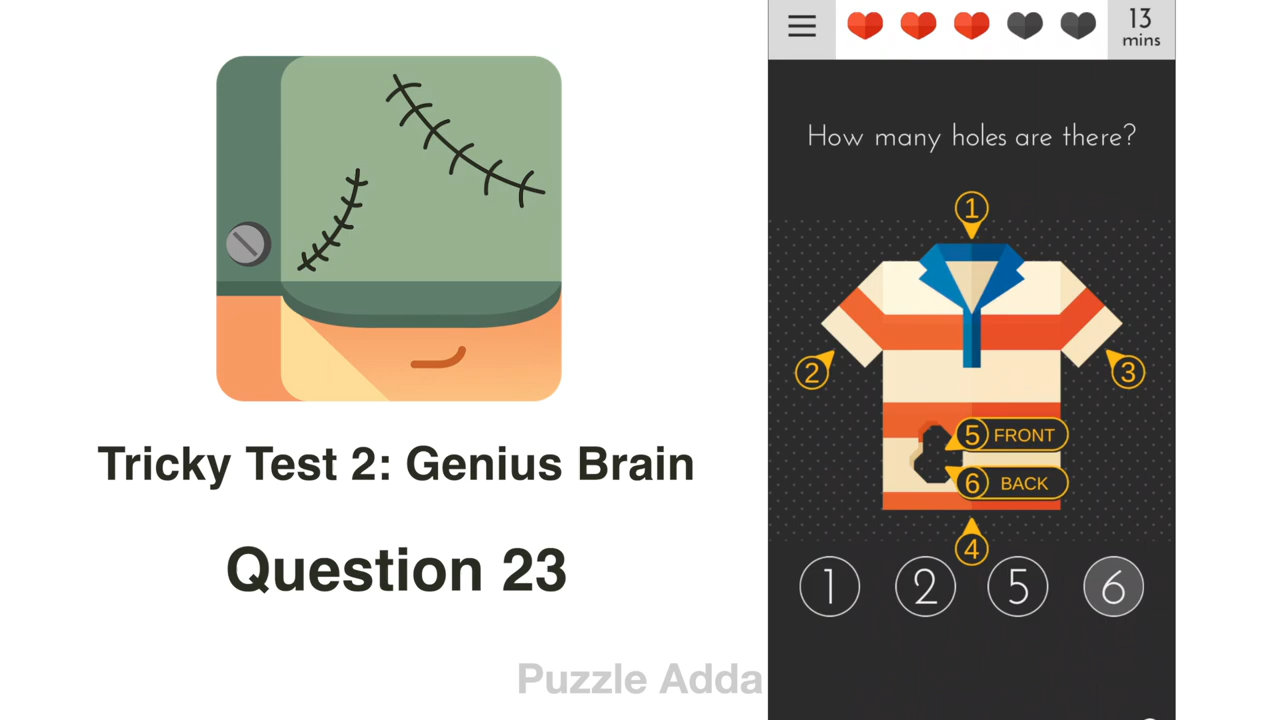 13
mins
How many holes are there?
1
2
3
5 FRONT
6 BACK
4
1 2 5 6
Tricky Test 2: Genius Brain
Question 23
Puzzle Adda